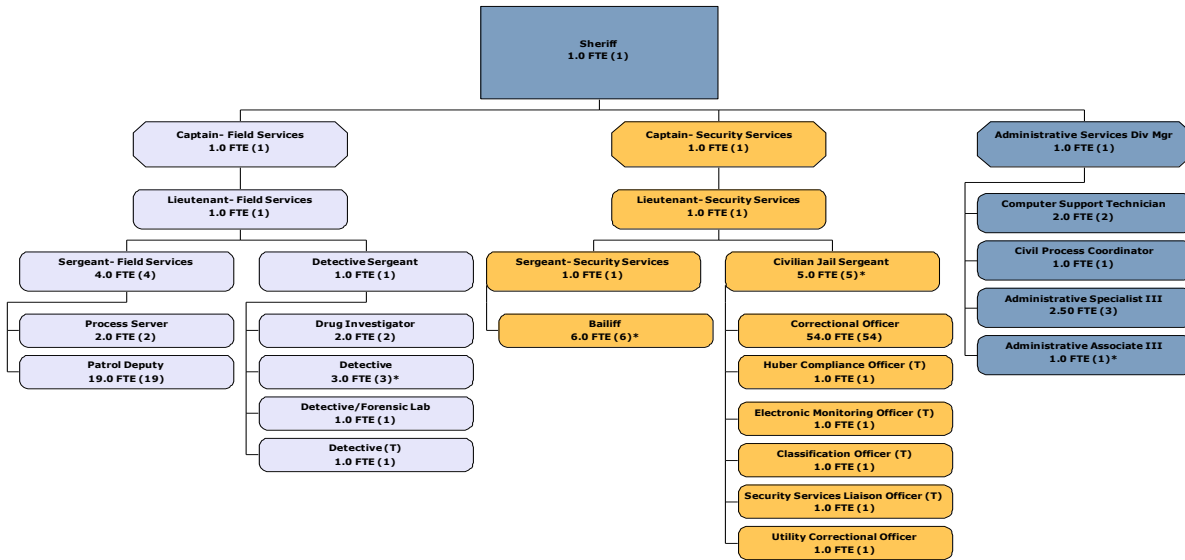 Sheriff
1.0 FTE (1)
Captain- Field Services
1.0 FTE (1)
Captain- Security Services
1.0 FTE (1)
Administrative Services Div Mgr
1.0 FTE (1)
Lieutenant- Field Services
1.0 FTE (1)
Lieutenant- Security Services
1.0 FTE (1)
Sergeant- Field Services
4.0 FTE (4)
Process Server
2.0 FTE (2)
Patrol Deputy
19.0 FTE (19)
Detective Sergeant
1.0 FTE (1)
Drug Investigator
2.0 FTE (2)
Detective
3.0 FTE (3)*
Detective/Forensic Lab
1.0 FTE (1)
Detective (T)
1.0 FTE (1)
Sergeant- Security Services
1.0 FTE (1)
Bailiff
6.0 FTE (6)*
Civilian Jail Sergeant
5.0 FTE (5)*
Correctional Officer
54.0 FTE (54)
Huber Compliance Officer (T)
1.0 FTE (1)
Electronic Monitoring Officer (T)
1.0 FTE (1)
Classification Officer (T)
1.0 FTE (1)
Security Services Liaison Officer (T)
1.0 FTE (1)
Utility Correctional Officer
1.0 FTE (1)
Computer Support Technician
2.0 FTE (2)
Civil Process Coordinator
1.0 FTE (1)
Administrative Specialist III
2.50 FTE (3)
Administrative Associate III
1.0 FTE (1)*